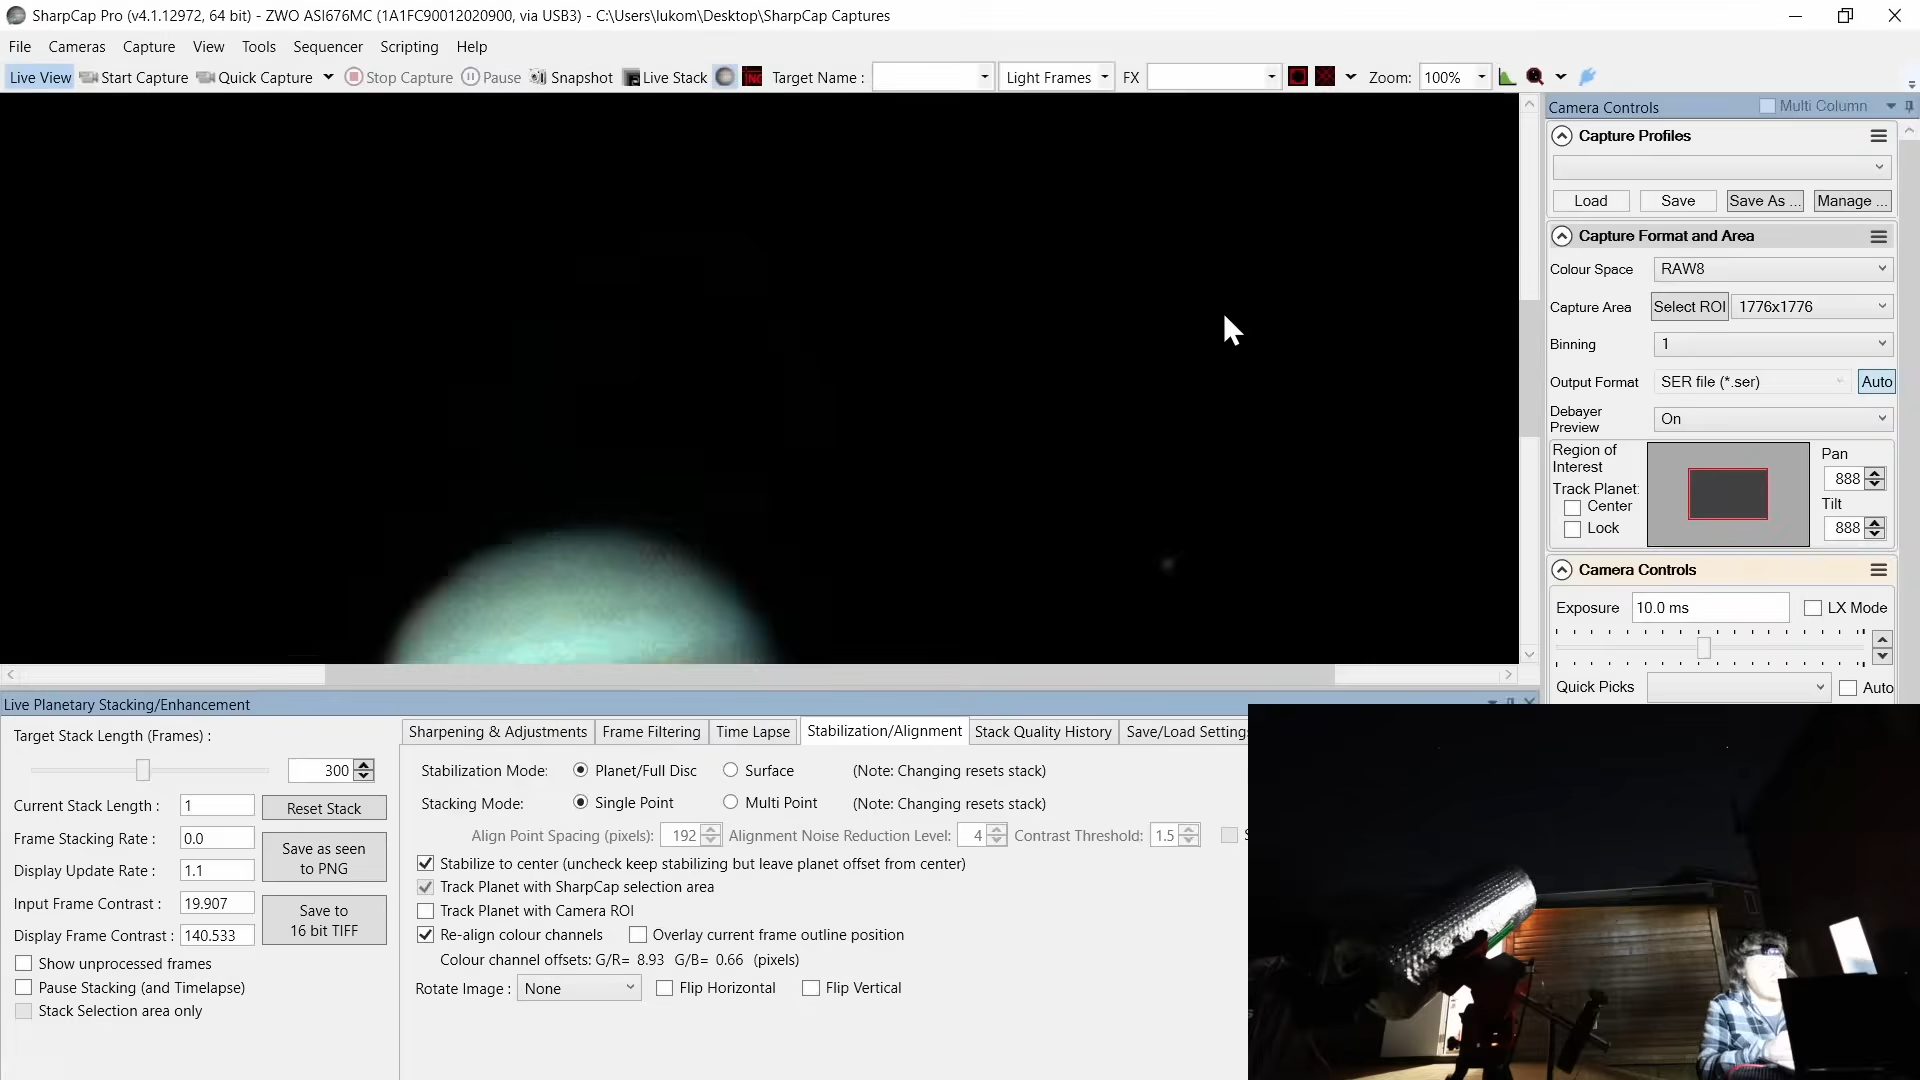 SharpCap Pro (v4.1.12972, 64 bit) - ZWO ASI676MC (1A1FC90012020900, via USB3) - C:\Users\lukom\Desktop\SharpCap Captures
File Cameras Capture View Tools Sequencer Scripting Help
Live View Start Capture Quick Capture Stop Capture Pause Snapshot Live Stack Target Name : Light Frames FX Zoom: 100%
Camera Controls Multi Column
Capture Profiles
Load Save Save As ... Manage ...
Capture Format and Area
Colour Space RAW8
Capture Area Select ROI 1776x1776
Binning 1
Output Format SER file (*.ser) Auto
Debayer
Preview On
Region of
Interest
Pan
888
Track Planet:
Center
Tilt
Lock
888
Camera Controls
Exposure 10.0 ms LX Mode
Quick Picks Auto
Live Planetary Stacking/Enhancement
Target Stack Length (Frames) :
300
Current Stack Length : 1 Reset Stack
Frame Stacking Rate : 0.0
Save as seen
to PNG
Display Update Rate : 1.1
Input Frame Contrast : 19.907
Save to
16 bit TIFF
Display Frame Contrast : 140.533
Show unprocessed frames
Pause Stacking (and Timelapse)
Stack Selection area only
Sharpening & Adjustments Frame Filtering Time Lapse Stabilization/Alignment Stack Quality History Save/Load Settings
Stabilization Mode: Planet/Full Disc Surface (Note: Changing resets stack)
Stacking Mode: Single Point Multi Point (Note: Changing resets stack)
Align Point Spacing (pixels): 192 Alignment Noise Reduction Level: 4 Contrast Threshold: 1.5 S
Stabilize to center (uncheck keep stabilizing but leave planet offset from center)
Track Planet with SharpCap selection area
Track Planet with Camera ROI
Re-align colour channels Overlay current frame outline position
Colour channel offsets: G/R= 8.93 G/B= 0.66 (pixels)
Rotate Image : None Flip Horizontal Flip Vertical